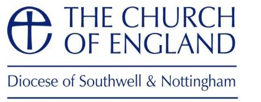 THE CHURCH
OF ENGLAND
Diocese of Southwell & Nottingham